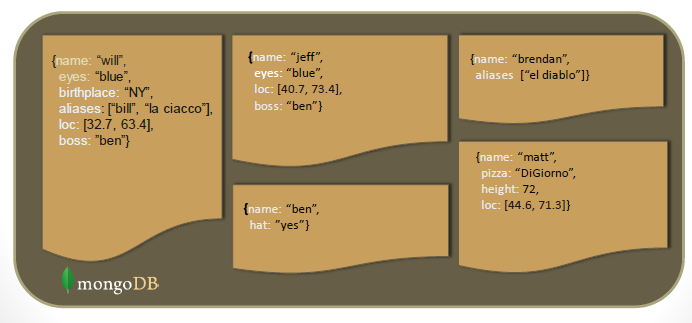 {name: “will”,
eyes: “blue”,
birthplace: “NY”,
aliases: [“bill”, “la ciacco”],
loc: [32.7, 63.4],
boss: ”ben”}
{name: “jeff”,
eyes: “blue”,
loc: [40.7, 73.4],
boss: “ben”}
{name: “brendan”,
aliases [“el diablo”]}
{name: “ben”,
hat: ”yes”}
{name: “matt”,
pizza: “DiGiorno”,
height: 72,
loc: [44.6, 71.3]}
mongoDB